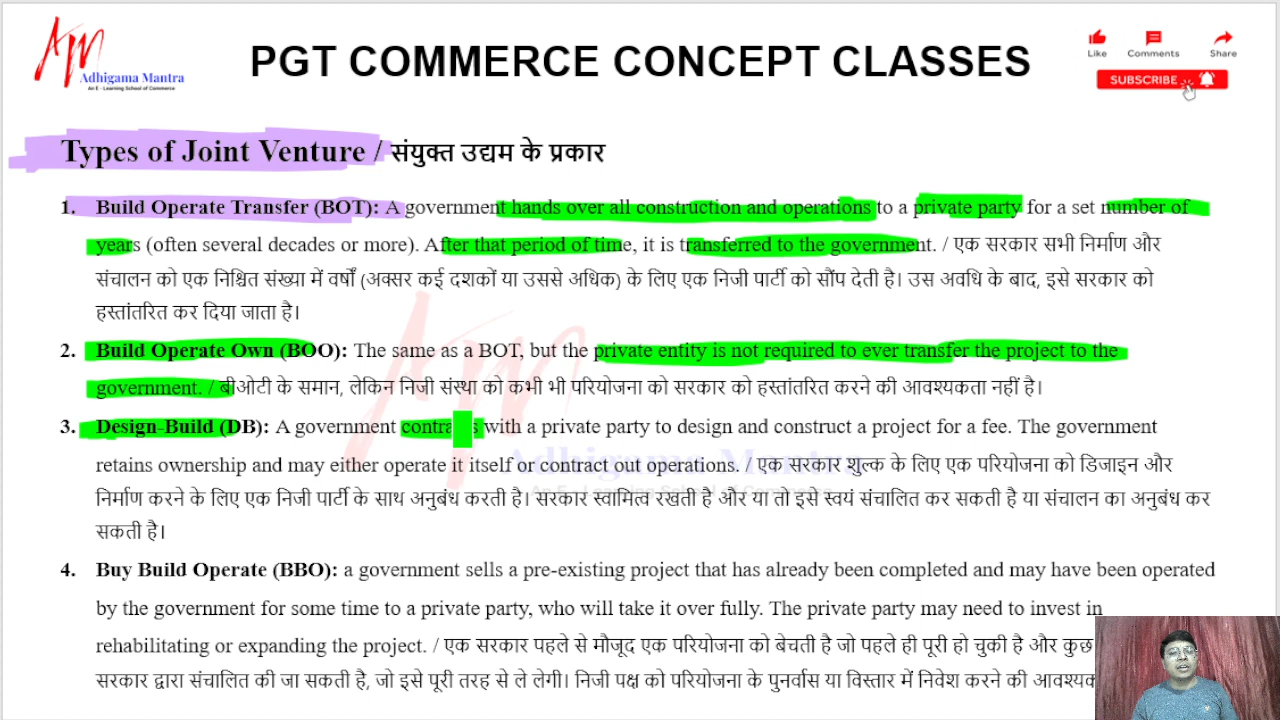 Adhigama Mantra
An E - Learning School of Commerce
PGT COMMERCE CONCEPT CLASSES
Like Comments Share
SUBSCRIBE
Types of Joint Venture / संयुक्त उद्यम के प्रकार
1. Build Operate Transfer (BOT): A government hands over all construction and operations to a private party for a set number of
years (often several decades or more). After that period of time, it is transferred to the government. / एक सरकार सभी निर्माण और
संचालन को एक निश्चित संख्या में वर्षों (अक्सर कई दशकों या उससे अधिक) के लिए एक निजी पार्टी को सौंप देती है। उस अवधि के बाद, इसे सरकार को
हस्तांतरित कर दिया जाता है।
2. Build Operate Own (BOO): The same as a BOT, but the private entity is not required to ever transfer the project to the
government. / बीओटी के समान, लेकिन निजी संस्था को कभी भी परियोजना को सरकार को हस्तांतरित करने की आवश्यकता नहीं है।
3. Design-Build (DB): A government with a private party to design and construct a project for a fee. The government
retains ownership and may either operate it itself or contract out operations. / एक सरकार शुल्क के लिए एक परियोजना को डिजाइन और
निर्माण करने के लिए एक निजी पार्टी के साथ अनुबंध करती है। सरकार स्वामित्व रखती है और या तो इसे स्वयं संचालित कर सकती है या संचालन का अनुबंध कर
सकती है।
4. Buy Build Operate (BBO): a government sells a pre-existing project that has already been completed and may have been operated
by the government for some time to a private party, who will take it over fully. The private party may need to invest in
rehabilitating or expanding the project. / एक सरकार पहले से मौजूद एक परियोजना को बेचती है जो पहले ही पूरी हो चुकी है और कुछ
सरकार द्वारा संचालित की जा सकती है, जो इसे पूरी तरह से ले लेगी। निजी पक्ष को परियोजना के पुनर्वास या विस्तार में निवेश करने की